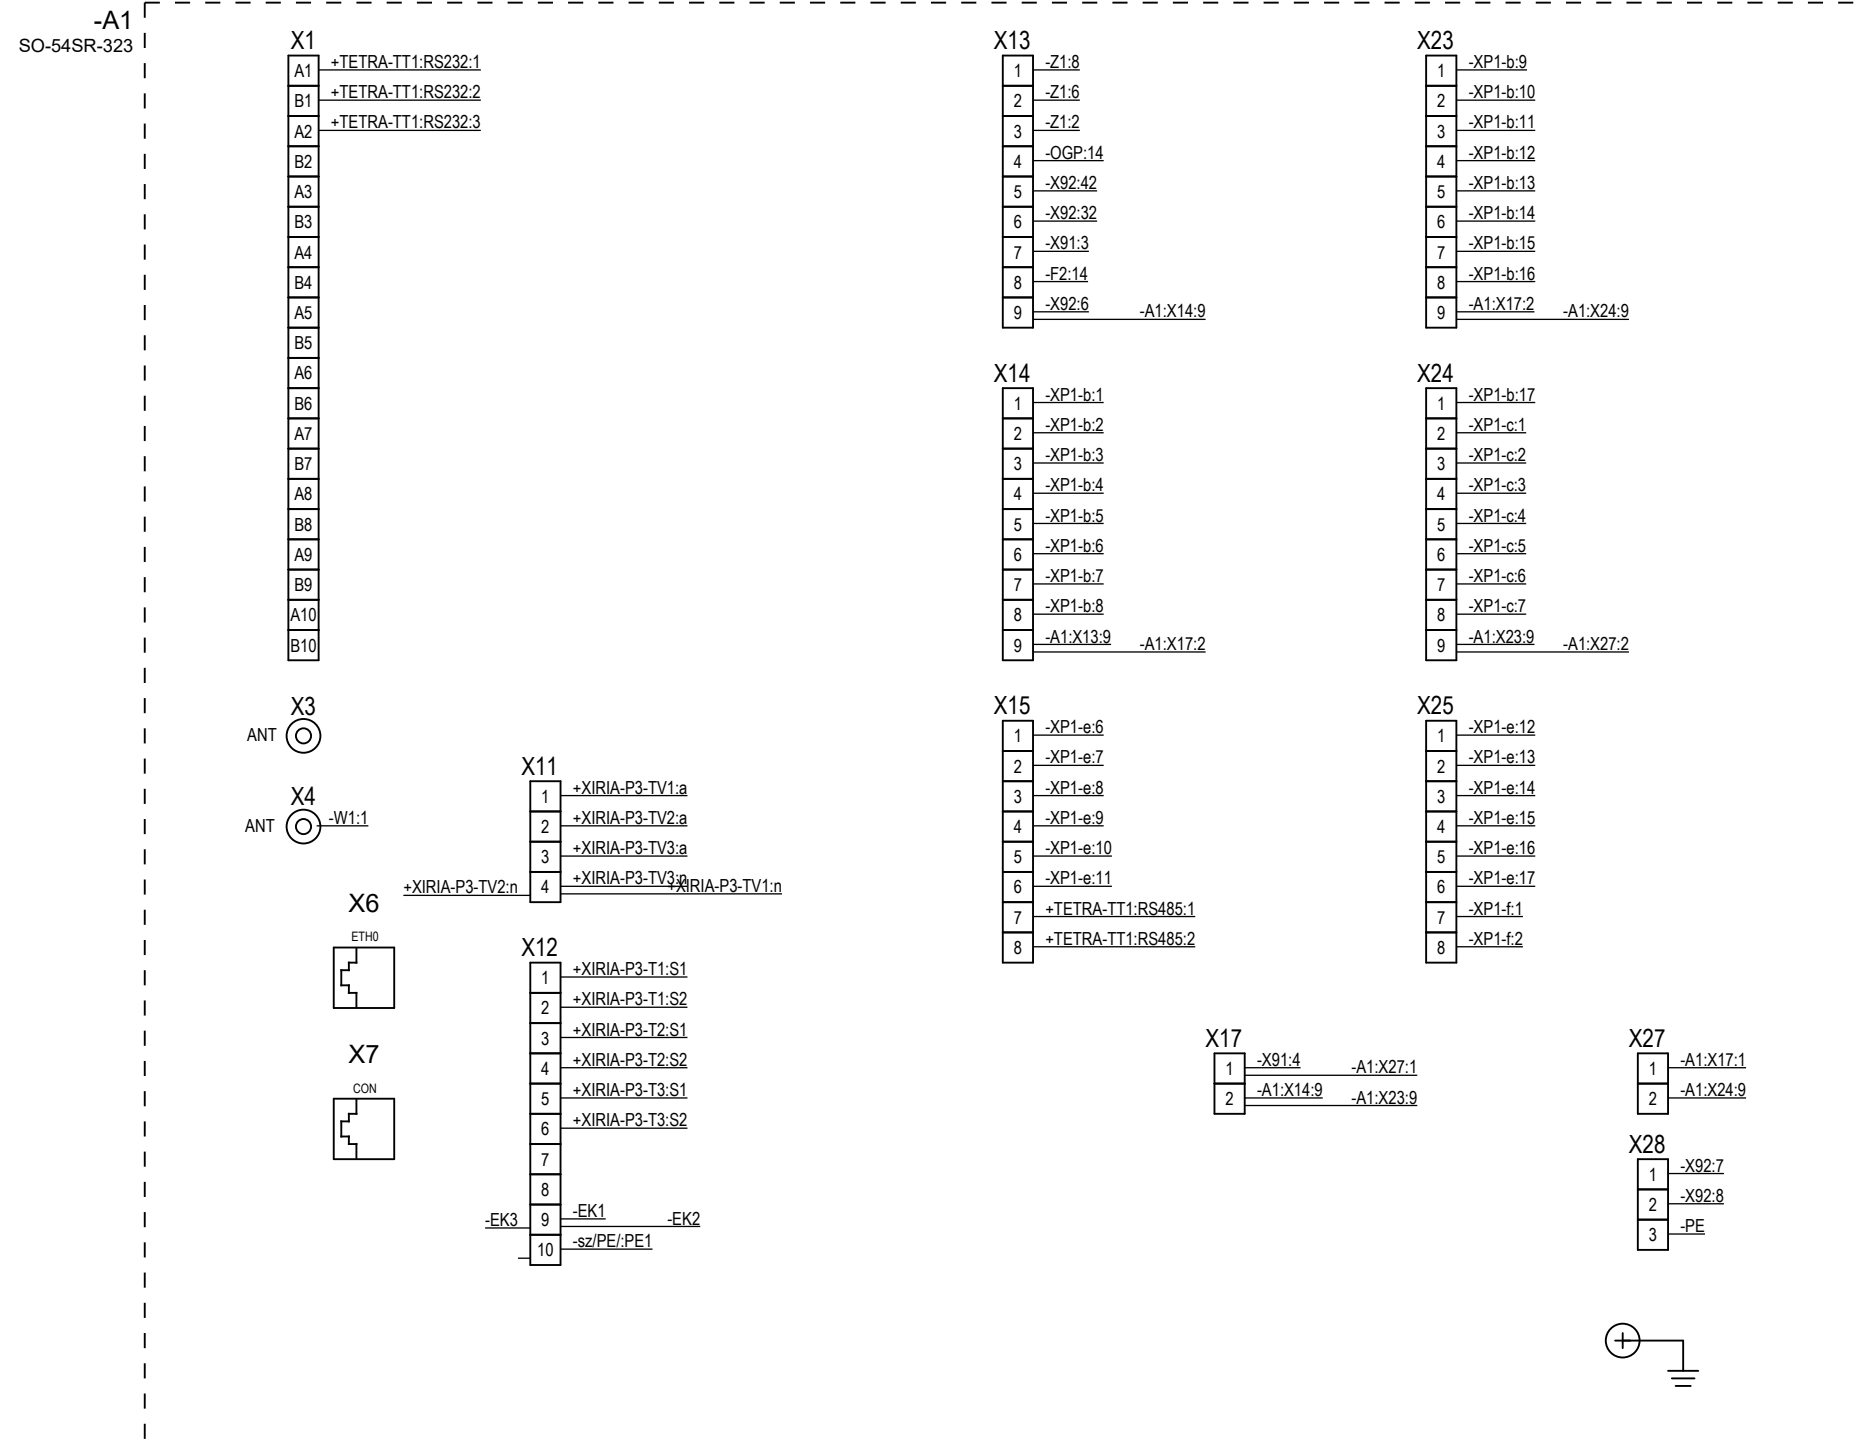 -A1
SO-54SR-323
X1
A1 +TETRA-TT1:RS232:1
B1 +TETRA-TT1:RS232:2
A2 +TETRA-TT1:RS232:3
B2
A3
B3
A4
B4
A5
B5
A6
B6
A7
B7
A8
B8
A9
B9
A10
B10
X3
ANT
X4
ANT -W1:1
X6
ETH0
X7
CON
X11
1 +XIRIA-P3-TV1:a
2 +XIRIA-P3-TV2:a
3 +XIRIA-P3-TV3:a
+XIRIA-P3-TV2:n 4 +XIRIA-P3-TV3:n +XIRIA-P3-TV1:n
X12
1 +XIRIA-P3-T1:S1
2 +XIRIA-P3-T1:S2
3 +XIRIA-P3-T2:S1
4 +XIRIA-P3-T2:S2
5 +XIRIA-P3-T3:S1
6 +XIRIA-P3-T3:S2
7
8
-EK3 9 -EK1 -EK2
10 -sz/PE/:PE1
X13
1 -Z1:8
2 -Z1:6
3 -Z1:2
4 -OGP:14
5 -X92:42
6 -X92:32
7 -X91:3
8 -F2:14
9 -X92:6 -A1:X14:9
X14
1 -XP1-b:1
2 -XP1-b:2
3 -XP1-b:3
4 -XP1-b:4
5 -XP1-b:5
6 -XP1-b:6
7 -XP1-b:7
8 -XP1-b:8
9 -A1:X13:9 -A1:X17:2
X15
1 -XP1-e:6
2 -XP1-e:7
3 -XP1-e:8
4 -XP1-e:9
5 -XP1-e:10
6 -XP1-e:11
7 +TETRA-TT1:RS485:1
8 +TETRA-TT1:RS485:2
X17
1 -X91:4 -A1:X27:1
2 -A1:X14:9 -A1:X23:9
X23
1 -XP1-b:9
2 -XP1-b:10
3 -XP1-b:11
4 -XP1-b:12
5 -XP1-b:13
6 -XP1-b:14
7 -XP1-b:15
8 -XP1-b:16
9 -A1:X17:2 -A1:X24:9
X24
1 -XP1-b:17
2 -XP1-c:1
3 -XP1-c:2
4 -XP1-c:3
5 -XP1-c:4
6 -XP1-c:5
7 -XP1-c:6
8 -XP1-c:7
9 -A1:X23:9 -A1:X27:2
X25
1 -XP1-e:12
2 -XP1-e:13
3 -XP1-e:14
4 -XP1-e:15
5 -XP1-e:16
6 -XP1-e:17
7 -XP1-f:1
8 -XP1-f:2
X27
1 -A1:X17:1
2 -A1:X24:9
X28
1 -X92:7
2 -X92:8
3 -PE